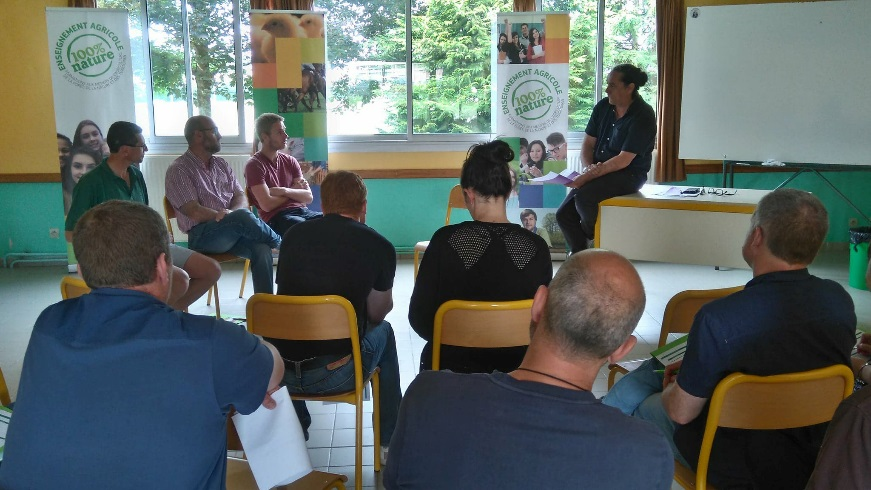 ENSEIGNEMENT AGRICOLE
100%
nature
ENSEIGNEMENT AGRICOLE
100%
nature